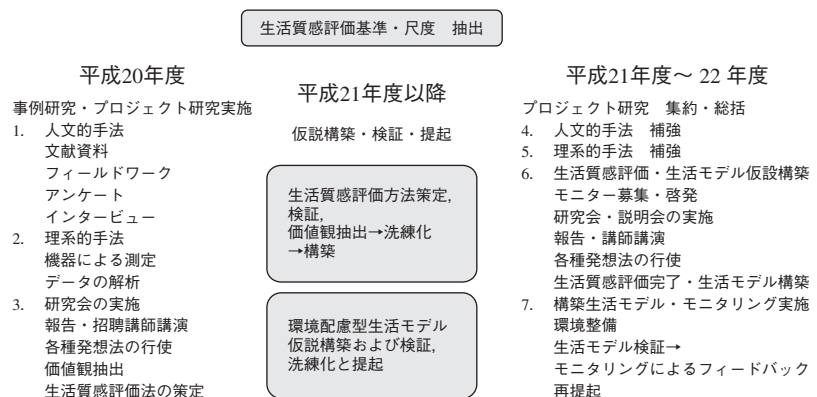 生活質感評価基準・尺度 抽出
平成20年度
事例研究・プロジェクト研究実施
1. 人文的手法
文献資料
フィールドワーク
アンケート
インタービュー
2. 理系的手法
機器による測定
データの解析
3. 研究会の実施
報告・招聘講師講演
各種発想法の行使
価値観抽出
生活質感評価法の策定
平成21年度以降
仮説構築・検証・提起
生活質感評価方法策定,
検証,
価値観抽出→洗練化
→構築
環境配慮型生活モデル
仮説構築および検証,
洗練化と提起
平成21年度〜 22 年度
プロジェクト研究 集約・総括
4. 人文的手法 補強
5. 理系的手法 補強
6. 生活質感評価・生活モデル仮設構築
モニター募集・啓発
研究会・説明会の実施
報告・講師講演
各種発想法の行使
生活質感評価完了・生活モデル構築
7. 構築生活モデル・モニタリング実施
環境整備
生活モデル検証→
モニタリングによるフィードバック
再提起